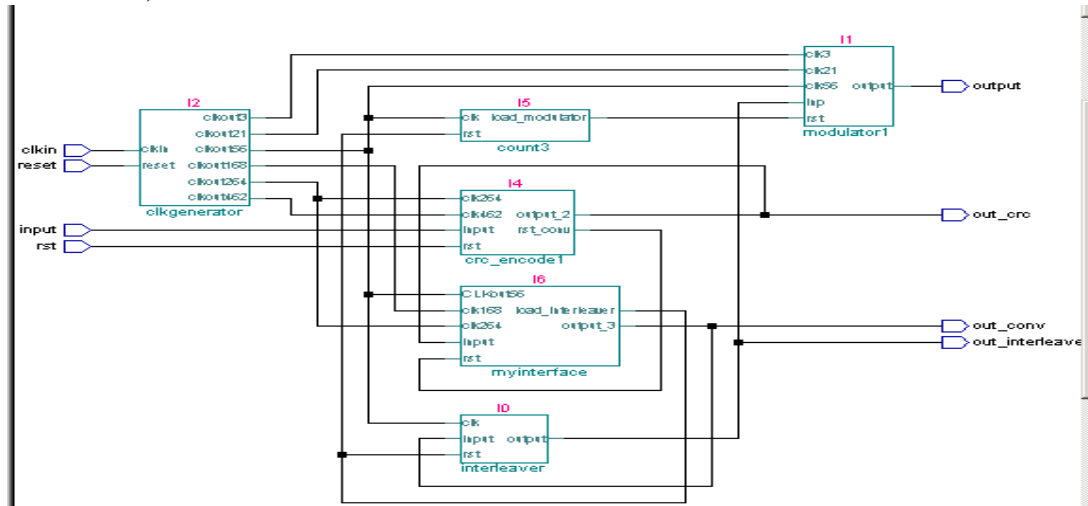 I1
clk3
clk21
clk56 output
inp
rst
modulator1
output
I2
clkout3
clkout21
clkin clkout56
reset clkout168
clkout264
clkout462
clkgenerator
clkin
reset
I5
clk load_modulator
rst
count3
I4
clk264
clk462 output_2
input rst_conv
rst
crc_encode1
input
rst
out_crc
I6
CLKout56
clk168 load_interleaver
clk264 output_3
input
rst
myinterface
out_conv
out_interleave
I0
clk
input output
rst
interleaver